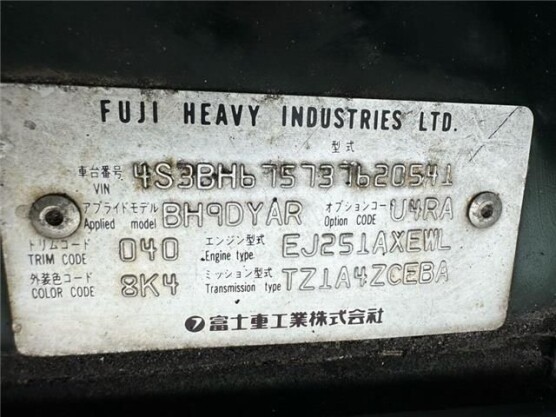 FUJI HEAVY INDUSTRIES LTD.
型式
車台番号 VIN 4S3BH675737620541
アプライドモデル Applied model BH9DYAR オプションコード Option CODE U4RA
トリムコード TRIM CODE 040 エンジン型式 Engine type EJ251AXEWL
外装色コード COLOR CODE 8K4 ミッション型式 Transmission type TZ1A4ZCEBA
富士重工業株式会社